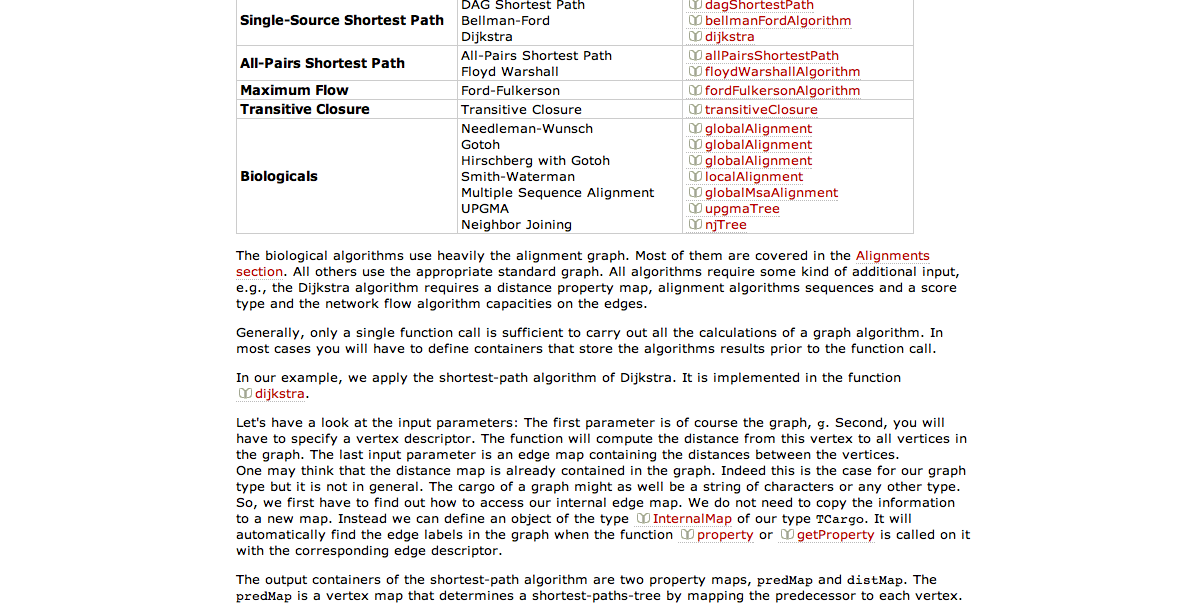 DAG Shortest Path dagShortestPath
Single-Source Shortest Path Bellman-Ford bellmanFordAlgorithm
Dijkstra dijkstra
All-Pairs Shortest Path All-Pairs Shortest Path allPairsShortestPath
Floyd Warshall floydWarshallAlgorithm
Maximum Flow Ford-Fulkerson fordFulkersonAlgorithm
Transitive Closure Transitive Closure transitiveClosure
Needleman-Wunsch globalAlignment
Gotoh globalAlignment
Hirschberg with Gotoh globalAlignment
Biologicals Smith-Waterman localAlignment
Multiple Sequence Alignment globalMsaAlignment
UPGMA upgmaTree
Neighbor Joining njTree
The biological algorithms use heavily the alignment graph. Most of them are covered in the Alignments
section. All others use the appropriate standard graph. All algorithms require some kind of additional input,
e.g., the Dijkstra algorithm requires a distance property map, alignment algorithms sequences and a score
type and the network flow algorithm capacities on the edges.
Generally, only a single function call is sufficient to carry out all the calculations of a graph algorithm. In
most cases you will have to define containers that store the algorithms results prior to the function call.
In our example, we apply the shortest-path algorithm of Dijkstra. It is implemented in the function
dijkstra.
Let's have a look at the input parameters: The first parameter is of course the graph, g. Second, you will
have to specify a vertex descriptor. The function will compute the distance from this vertex to all vertices in
the graph. The last input parameter is an edge map containing the distances between the vertices.
One may think that the distance map is already contained in the graph. Indeed this is the case for our graph
type but it is not in general. The cargo of a graph might as well be a string of characters or any other type.
So, we first have to find out how to access our internal edge map. We do not need to copy the information
to a new map. Instead we can define an object of the type InternalMap of our type TCargo. It will
automatically find the edge labels in the graph when the function property or getProperty is called on it
with the corresponding edge descriptor.
The output containers of the shortest-path algorithm are two property maps, predMap and distMap. The
predMap is a vertex map that determines a shortest-paths-tree by mapping the predecessor to each vertex.